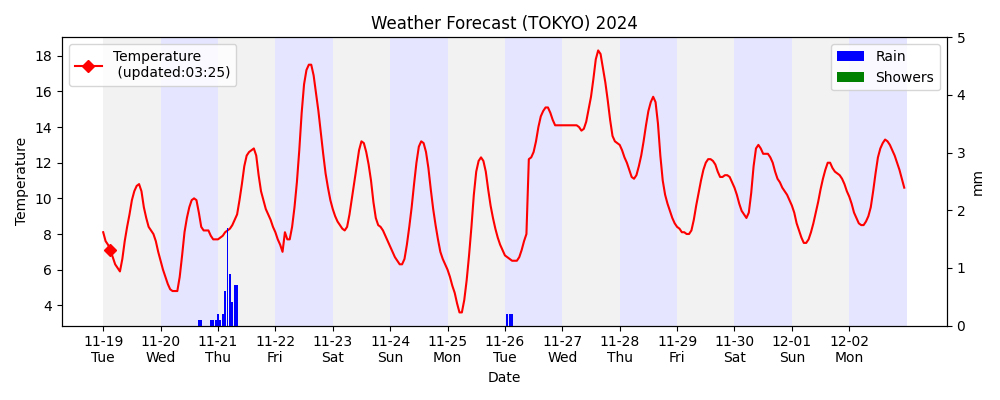 Weather Forecast (TOKYO) 2024
Temperature
(updated:03:25)
Rain
Showers
Temperature
18
16
14
12
10
8
6
4
5
4
3
2
1
0
mm
11-19 11-20 11-21 11-22 11-23 11-24 11-25 11-26 11-27 11-28 11-29 11-30 12-01 12-02
Tue Wed Thu Fri Sat Sun Mon Tue Wed Thu Fri Sat Sun Mon
Date